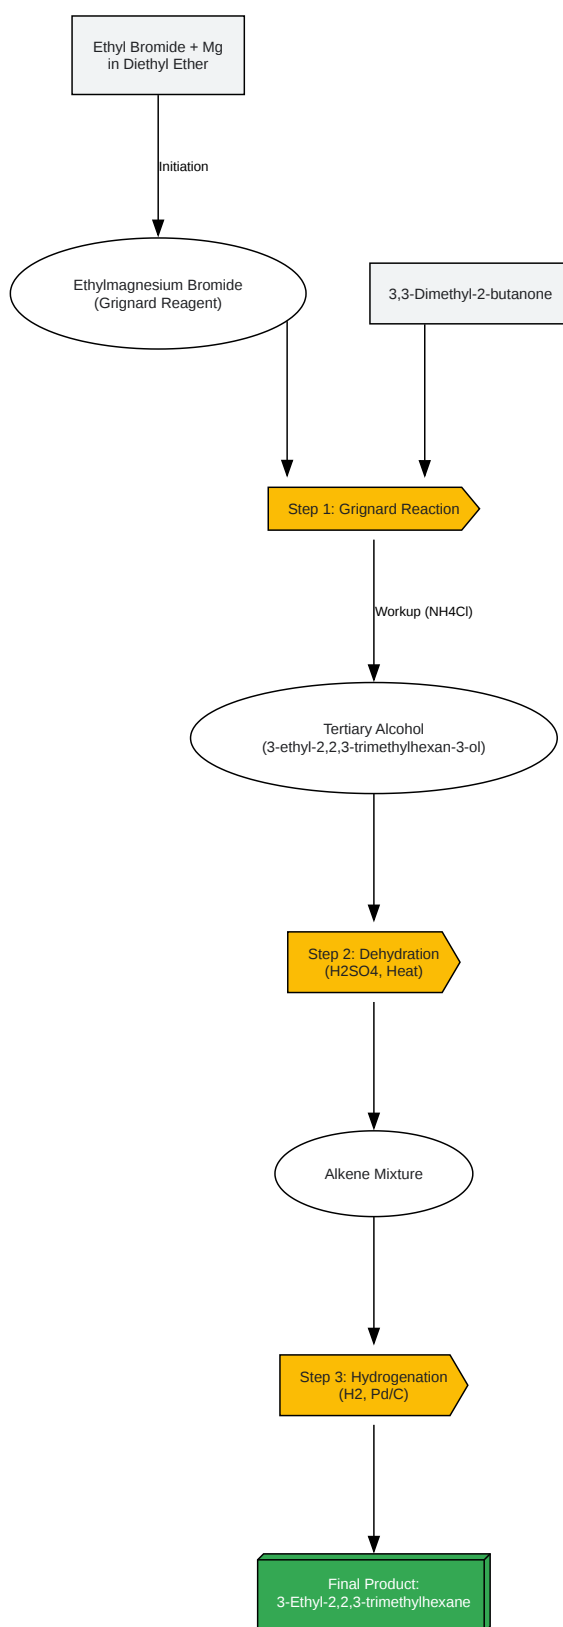 Ethyl Bromide + Mg
in Diethyl Ether
Initiation
Ethylmagnesium Bromide
(Grignard Reagent)
3,3-Dimethyl-2-butanone
Step 1: Grignard Reaction
Workup (NH4Cl)
Tertiary Alcohol
(3-ethyl-2,2,3-trimethylhexan-3-ol)
Step 2: Dehydration
(H2SO4, Heat)
Alkene Mixture
Step 3: Hydrogenation
(H2, Pd/C)
Final Product:
3-Ethyl-2,2,3-trimethylhexane